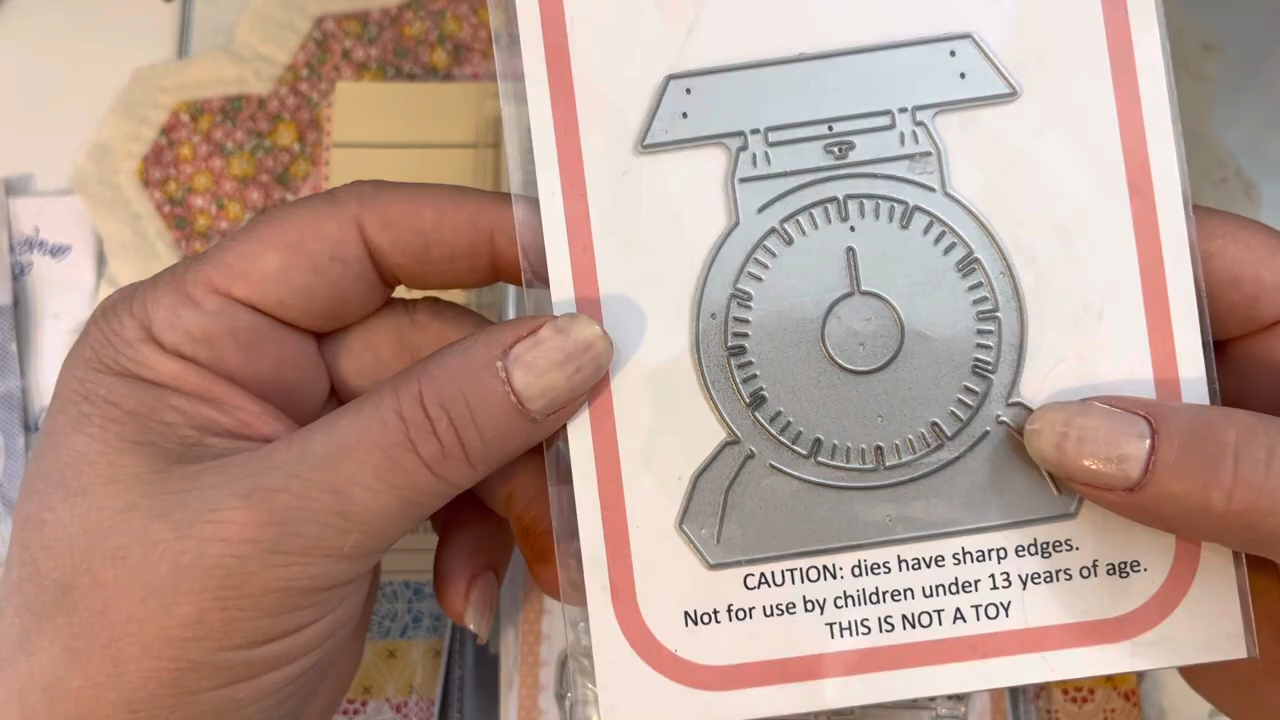 CAUTION: dies have sharp edges.
Not for use by children under 13 years of age.
THIS IS NOT A TOY